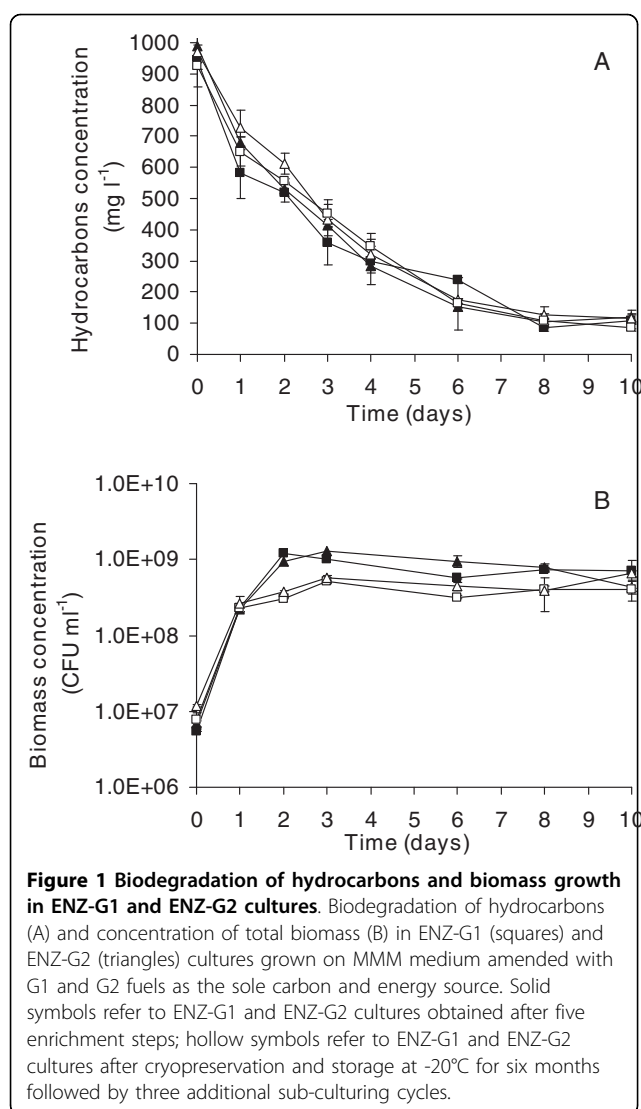 A
1000
900
800
700
600
500
400
300
200
100
0
Hydrocarbons concentration
(mg l⁻¹)
0 1 2 3 4 5 6 7 8 9 10
Time (days)
B
1.0E+10
1.0E+09
1.0E+08
1.0E+07
1.0E+06
Biomass concentration
(CFU ml⁻¹)
0 1 2 3 4 5 6 7 8 9 10
Time (days)
Figure 1 Biodegradation of hydrocarbons and biomass growth
in ENZ-G1 and ENZ-G2 cultures. Biodegradation of hydrocarbons
(A) and concentration of total biomass (B) in ENZ-G1 (squares) and
ENZ-G2 (triangles) cultures grown on MMM medium amended with
G1 and G2 fuels as the sole carbon and energy source. Solid
symbols refer to ENZ-G1 and ENZ-G2 cultures obtained after five
enrichment steps; hollow symbols refer to ENZ-G1 and ENZ-G2
cultures after cryopreservation and storage at -20°C for six months
followed by three additional sub-culturing cycles.